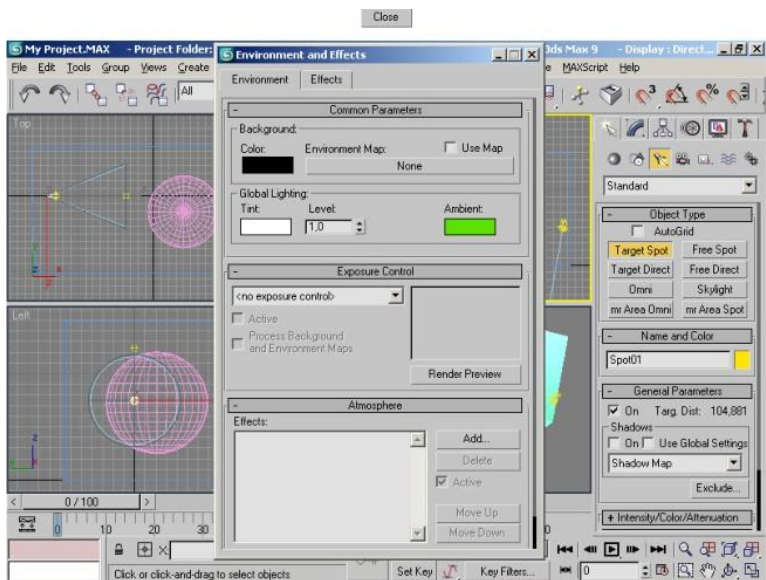 Close
My Project.MAX - Project Folder:
Environment and Effects
3ds Max 9 - Display : Direct...
File Edit Tools Group Views Create
MAXScript Help
Environment Effects
All
- Common Parameters
Top
Background:
Color: Environment Map: Use Map
None
Standard
Global Lighting:
Tint: Level: Ambient:
1,0
- Object Type
AutoGrid
Target Spot Free Spot
Target Direct Free Direct
Omni Skylight
mr Area Omni mr Area Spot
- Exposure Control
<no exposure control>
Active
Process Background
and Environment Maps
Render Preview
Left
- Name and Color
Spot01
- General Parameters
On Targ. Dist: 104,881
Shadows
On Use Global Settings
Shadow Map
Exclude...
+ Intensity/Color/Attenuation
- Atmosphere
Effects:
Add...
Delete
Active
Move Up
Move Down
< 0 / 100 >
0 10 20 30
X:
Click or click-and-drag to select objects
Set Key Key Filters...
0